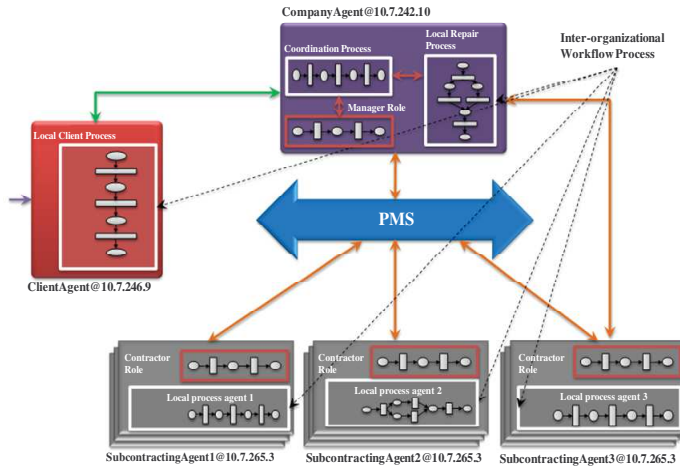 CompanyAgent@10.7.242.10
Coordination Process
Local Repair
Process
Inter-organizational
Workflow Process
Manager Role
Local Client Process
PMS
ClientAgent@10.7.246.9
Contractor
Role
Local process agent 1
Contractor
Role
Local process agent 2
Contractor
Role
Local process agent 3
SubcontractingAgent1@10.7.265.3
SubcontractingAgent2@10.7.265.3
SubcontractingAgent3@10.7.265.3